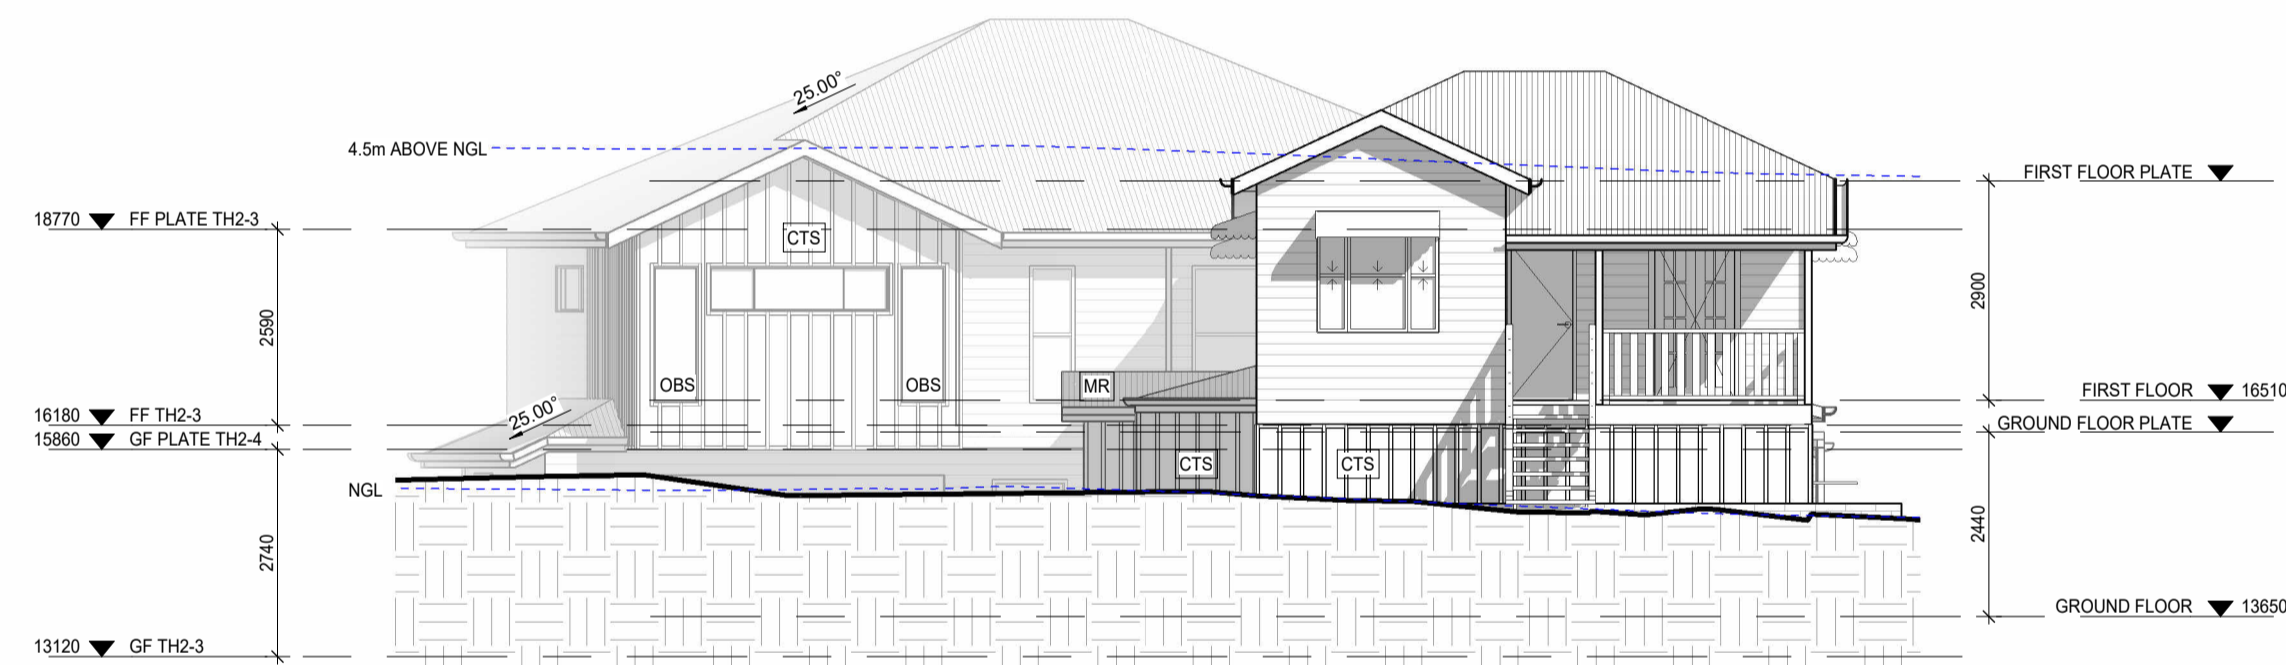 25.00°
4.5m ABOVE NGL
FIRST FLOOR PLATE
18770 FF PLATE TH2-3
CTS
2590
2900
OBS
OBS
MR
FIRST FLOOR 16510
16180 FF TH2-3
25.00°
GROUND FLOOR PLATE
15860 GF PLATE TH2-4
CTS
CTS
NGL
2740
2440
GROUND FLOOR 13650
13120 GF TH2-3